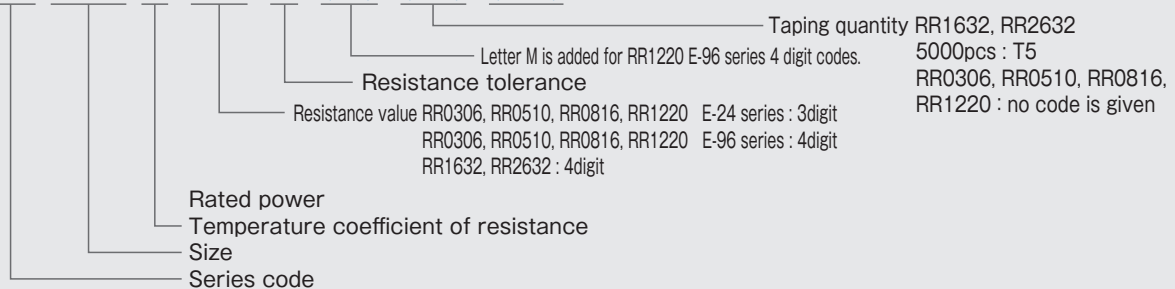 Taping quantity RR1632, RR2632
5000pcs : T5
RR0306, RR0510, RR0816,
RR1220 : no code is given
Letter M is added for RR1220 E-96 series 4 digit codes.
Resistance tolerance
Resistance value RR0306, RR0510, RR0816, RR1220 E-24 series : 3digit
RR0306, RR0510, RR0816, RR1220 E-96 series : 4digit
RR1632, RR2632 : 4digit
Rated power
Temperature coefficient of resistance
Size
Series code